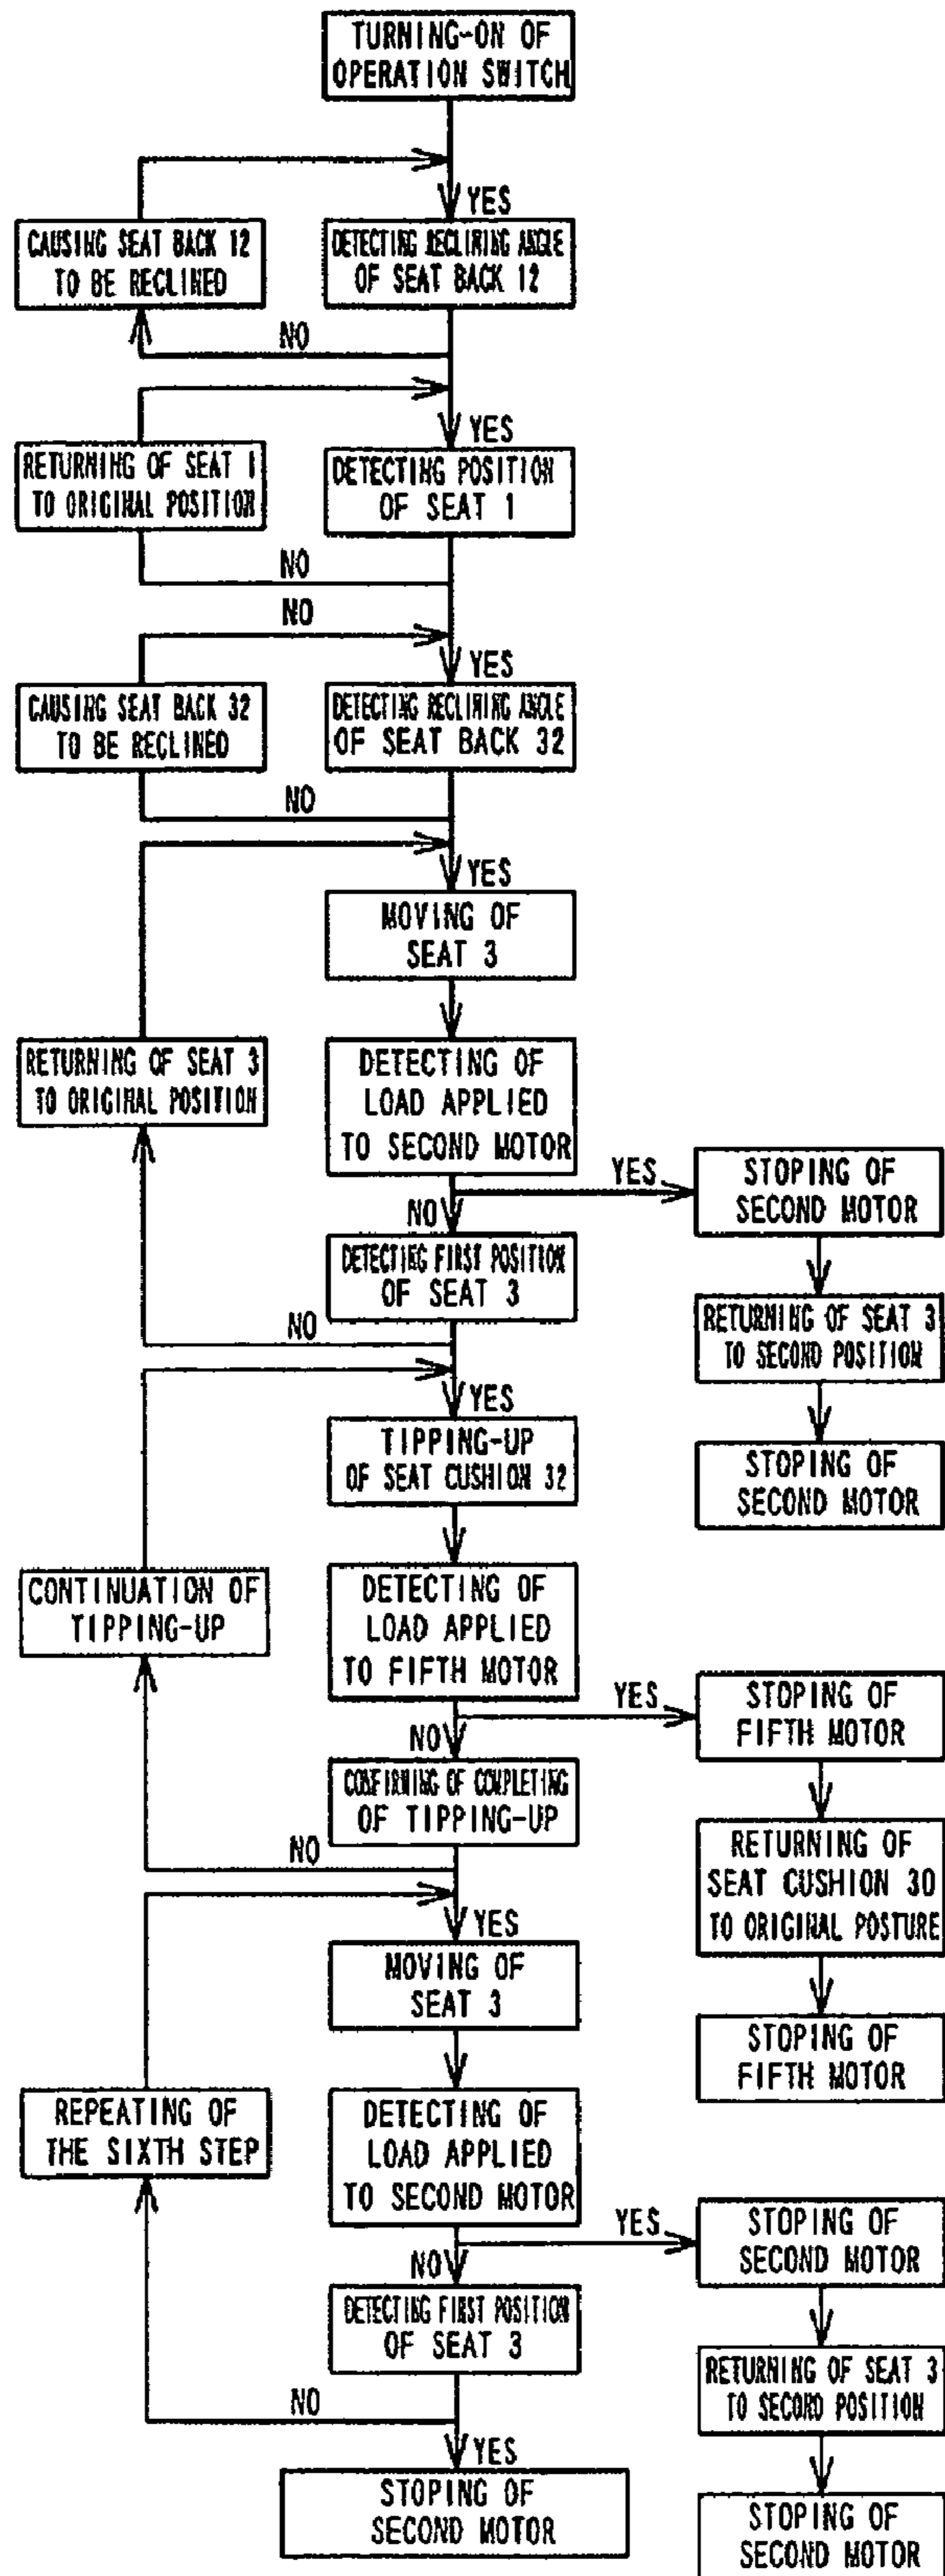 TURNING-ON OF
OPERATION SWITCH
YES
CAUSING SEAT BACK 12
TO BE RECLINED
DETECTING RECLINING ANGLE
OF SEAT BACK 12
NO
YES
RETURNING OF SEAT 1
TO ORIGINAL POSITION
DETECTING POSITION
OF SEAT 1
NO
NO
YES
CAUSING SEAT BACK 32
TO BE RECLINED
DETECTING RECLINING ANGLE
OF SEAT BACK 32
NO
YES
MOVING OF
SEAT 3
RETURNING OF SEAT 3
TO ORIGINAL POSITION
DETECTING OF
LOAD APPLIED
TO SECOND MOTOR
YES
STOPING OF
SECOND MOTOR
NO
DETECTING FIRST POSITION
OF SEAT 3
RETURNING OF SEAT 3
TO SECOND POSITION
NO
YES
TIPPING-UP
OF SEAT CUSHION 32
STOPING OF
SECOND MOTOR
CONTINUATION OF
TIPPING-UP
DETECTING OF
LOAD APPLIED
TO FIFTH MOTOR
YES
STOPING OF
FIFTH MOTOR
NO
CONFIRMING OF COMPLETING
OF TIPPING-UP
RETURNING OF
SEAT CUSHION 30
TO ORIGINAL POSTURE
NO
YES
MOVING OF
SEAT 3
STOPING OF
FIFTH MOTOR
REPEATING OF
THE SIXTH STEP
DETECTING OF
LOAD APPLIED
TO SECOND MOTOR
YES
STOPING OF
SECOND MOTOR
NO
DETECTING FIRST POSITION
OF SEAT 3
RETURNING OF SEAT 3
TO SECORD POSITION
NO
YES
STOPING OF
SECOND MOTOR
STOPING OF
SECOND MOTOR